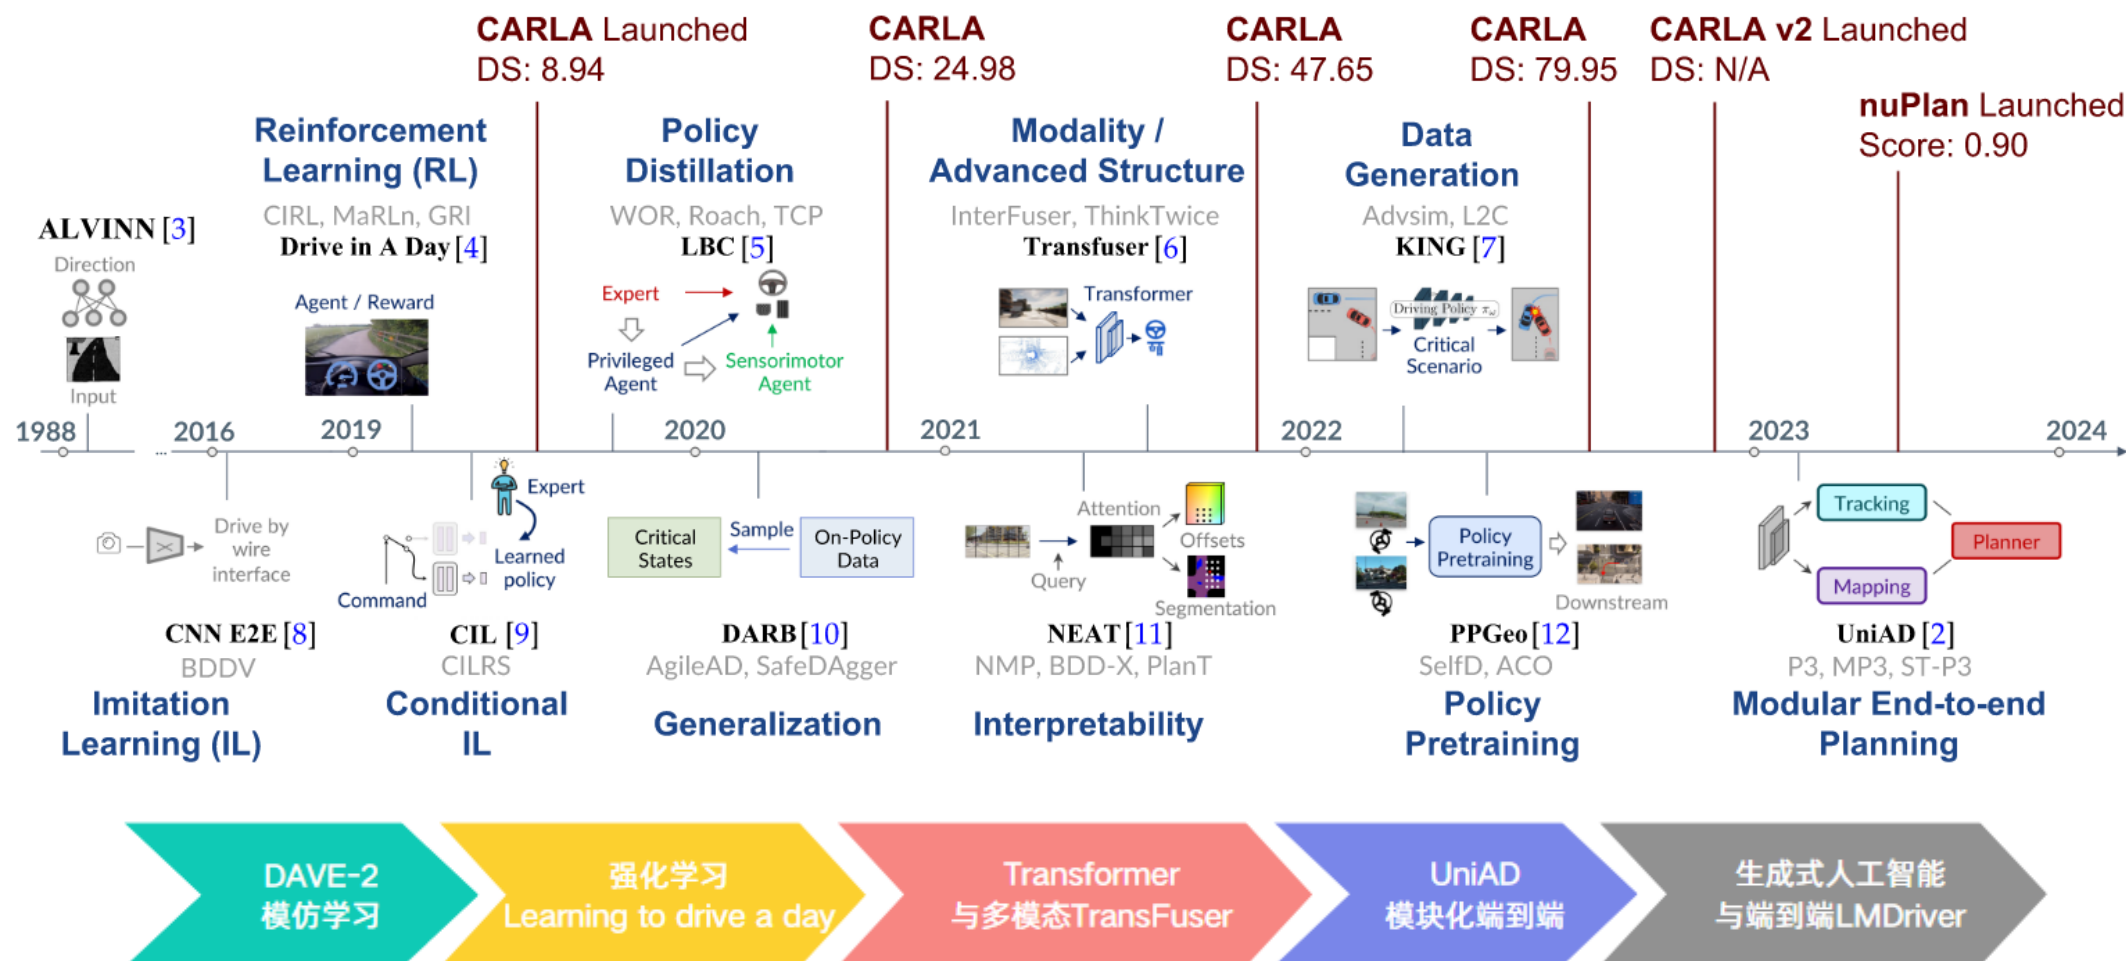 CARLA Launched
DS: 8.94
CARLA
DS: 24.98
CARLA
DS: 47.65
CARLA
DS: 79.95
CARLA v2 Launched
DS: N/A
nuPlan Launched
Score: 0.90
ALVINN [3]
Direction
Input
Reinforcement
Learning (RL)
CIRL, MaRLn, GRI
Drive in A Day [4]
Agent / Reward
Policy
Distillation
WOR, Roach, TCP
LBC [5]
Expert
Privileged
Agent
Sensorimotor
Agent
Modality /
Advanced Structure
InterFuser, ThinkTwice
Transfuser [6]
Transformer
Data
Generation
Advsim, L2C
KING [7]
Driving Policy
Critical
Scenario
1988
...
2016
2019
2020
2021
2022
2023
2024
Drive by
wire
interface
CNN E2E [8]
BDDV
Imitation
Learning (IL)
Expert
Learned
policy
Command
CIL [9]
CILRS
Conditional
IL
Critical
States
Sample
On-Policy
Data
DARB [10]
AgileAD, SafeDAgger
Generalization
Attention
Query
Offsets
Segmentation
NEAT [11]
NMP, BDD-X, PlanT
Interpretability
Policy
Pretraining
Downstream
PPGeo [12]
SelfD, ACO
Policy
Pretraining
Tracking
Mapping
Planner
UniAD [2]
P3, MP3, ST-P3
Modular End-to-end
Planning
DAVE-2
模仿学习
强化学习
Learning to drive a day
Transformer
与多模态TransFuser
UniAD
模块化端到端
生成式人工智能
与端到端LMDriver